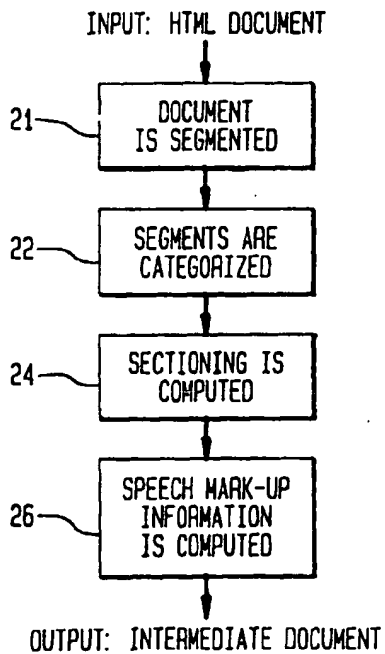 INPUT: HTML DOCUMENT
21
DOCUMENT
IS SEGMENTED
22
SEGMENTS ARE
CATEGORIZED
24
SECTIONING IS
COMPUTED
26
SPEECH MARK-UP
INFORMATION
IS COMPUTED
OUTPUT: INTERMEDIATE DOCUMENT